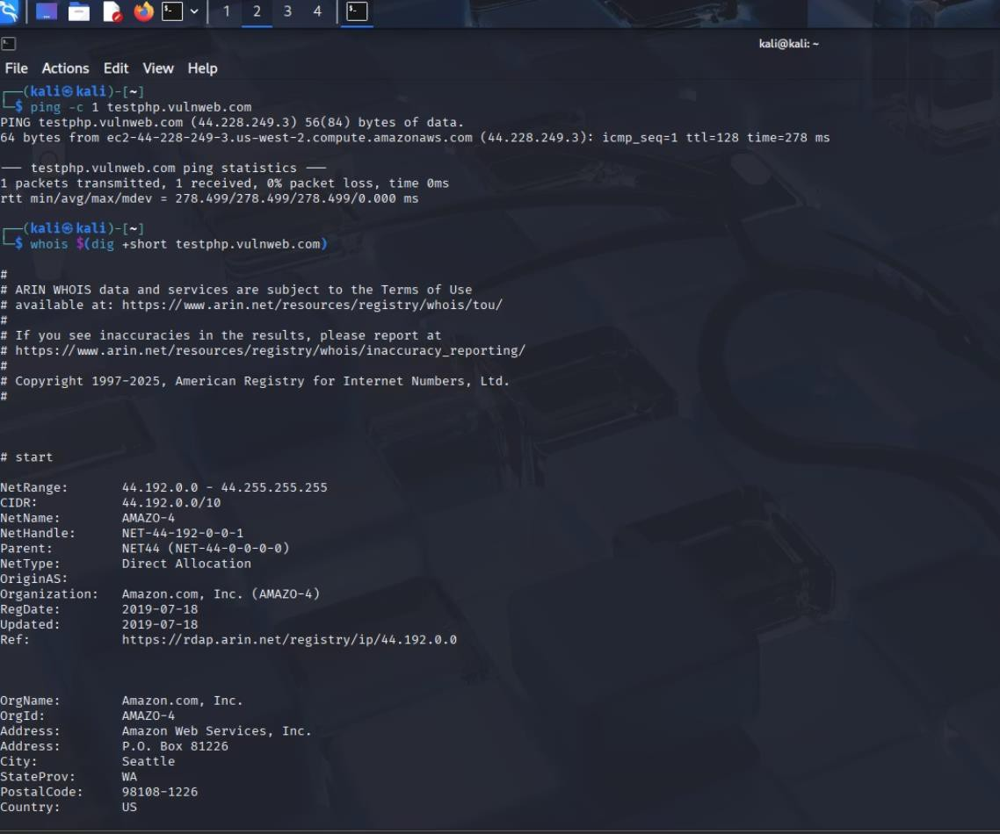 1 2 3 4
kali@kali: ~
File Actions Edit View Help
┌──(kali㉿kali)-[~]
└─$ ping -c 1 testphp.vulnweb.com
PING testphp.vulnweb.com (44.228.249.3) 56(84) bytes of data.
64 bytes from ec2-44-228-249-3.us-west-2.compute.amazonaws.com (44.228.249.3): icmp_seq=1 ttl=128 time=278 ms
─── testphp.vulnweb.com ping statistics ───
1 packets transmitted, 1 received, 0% packet loss, time 0ms
rtt min/avg/max/mdev = 278.499/278.499/278.499/0.000 ms
┌──(kali㉿kali)-[~]
└─$ whois $(dig +short testphp.vulnweb.com)
#
# ARIN WHOIS data and services are subject to the Terms of Use
# available at: https://www.arin.net/resources/registry/whois/tou/
#
# If you see inaccuracies in the results, please report at
# https://www.arin.net/resources/registry/whois/inaccuracy_reporting/
#
# Copyright 1997-2025, American Registry for Internet Numbers, Ltd.
#
# start
NetRange: 44.192.0.0 - 44.255.255.255
CIDR: 44.192.0.0/10
NetName: AMAZO-4
NetHandle: NET-44-192-0-0-1
Parent: NET44 (NET-44-0-0-0-0)
NetType: Direct Allocation
OriginAS:
Organization: Amazon.com, Inc. (AMAZO-4)
RegDate: 2019-07-18
Updated: 2019-07-18
Ref: https://rdap.arin.net/registry/ip/44.192.0.0
OrgName: Amazon.com, Inc.
OrgId: AMAZO-4
Address: Amazon Web Services, Inc.
Address: P.O. Box 81226
City: Seattle
StateProv: WA
PostalCode: 98108-1226
Country: US